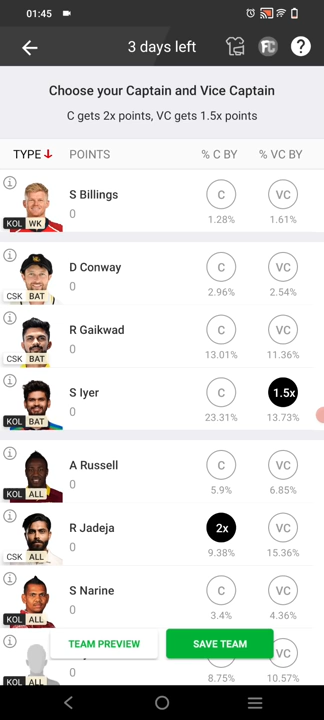 01:45
3 days left
FC
?
Choose your Captain and Vice Captain
C gets 2x points, VC gets 1.5x points
TYPE POINTS % C BY % VC BY
S Billings
0
KOL WK
C
1.28%
VC
1.61%
D Conway
0
CSK BAT
C
2.96%
VC
2.54%
R Gaikwad
0
CSK BAT
C
13.01%
VC
11.36%
S Iyer
0
KOL BAT
C
23.31%
1.5x
13.73%
A Russell
0
KOL ALL
C
5.9%
VC
6.85%
R Jadeja
0
CSK ALL
2x
9.38%
VC
15.36%
S Narine
0
KOL ALL
C
3.4%
VC
4.36%
KOL ALL
8.75%
VC
10.57%
TEAM PREVIEW
SAVE TEAM